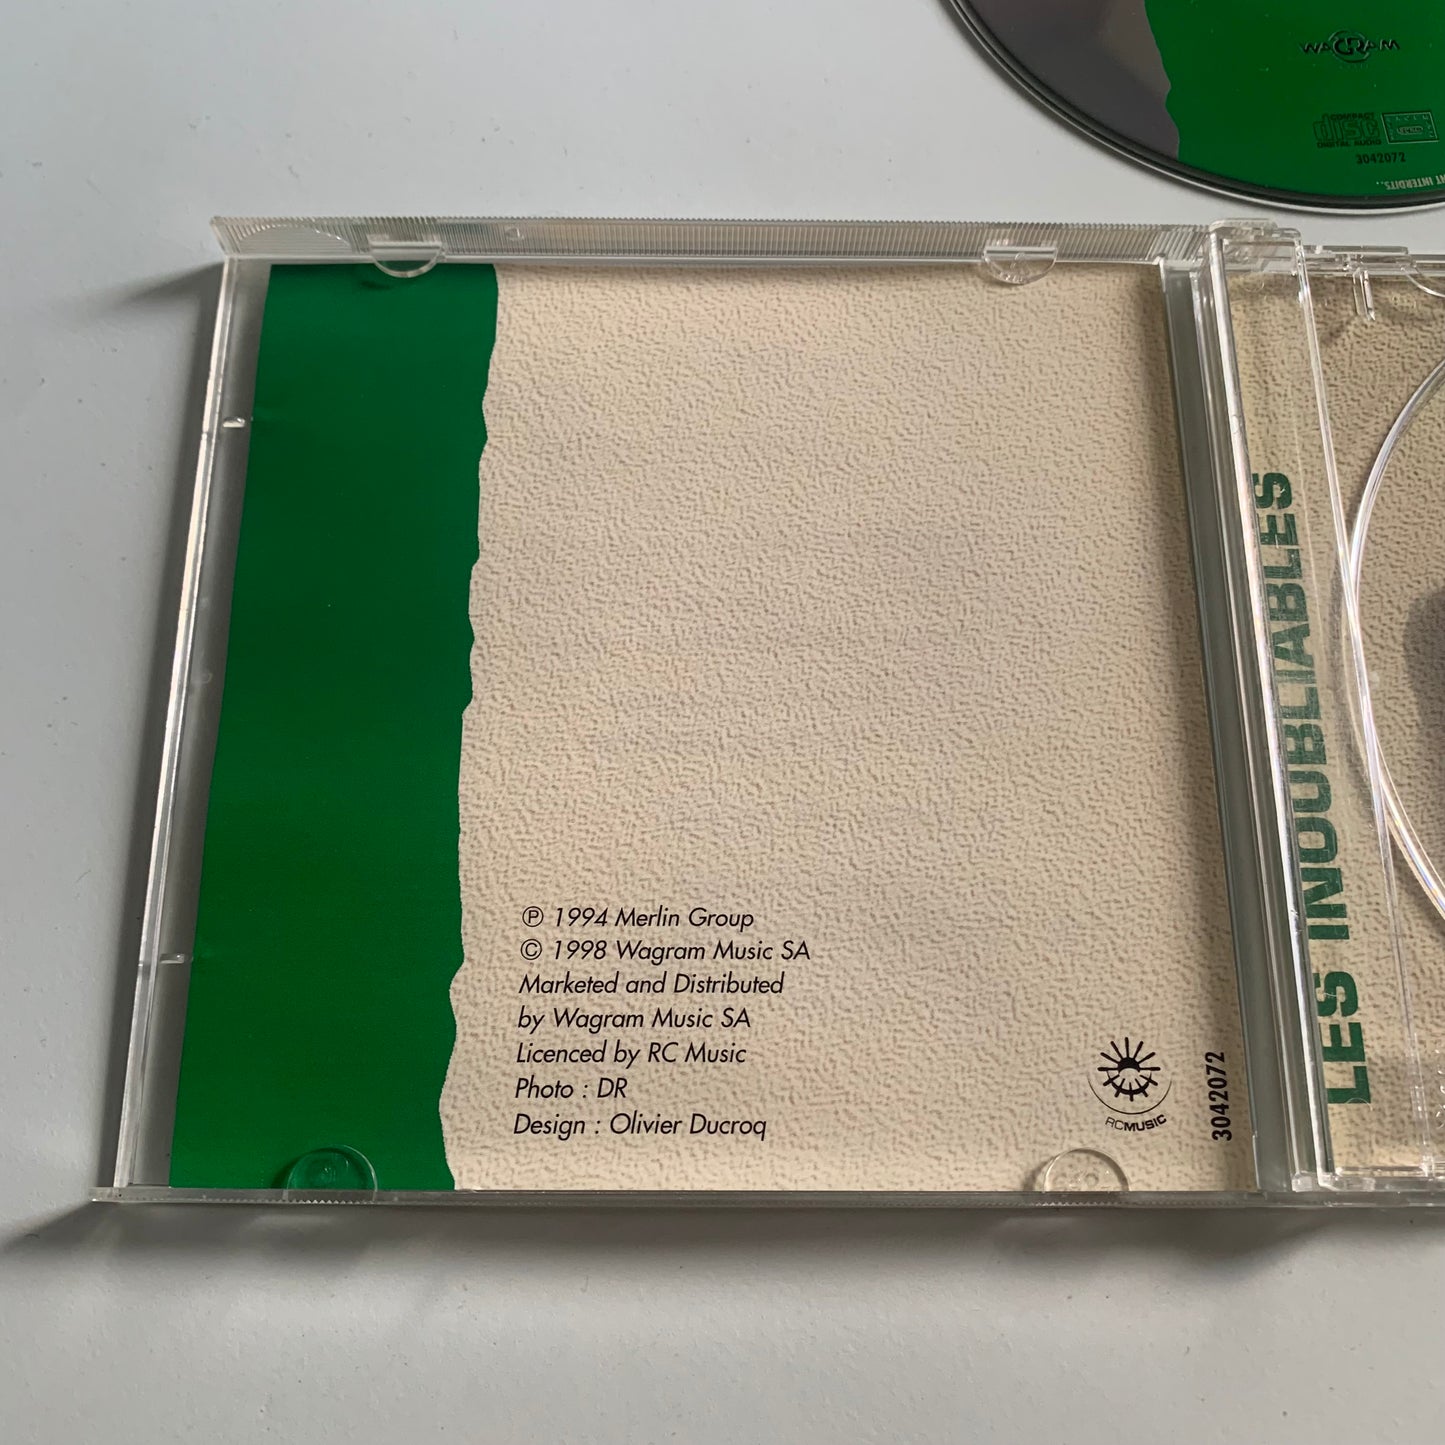 WAGRAM
COMPACT
disc
DIGITAL AUDIO
3042072
INTERDITS..
℗ 1994 Merlin Group
© 1998 Wagram Music SA
Marketed and Distributed
by Wagram Music SA
Licenced by RC Music
Photo : DR
Design : Olivier Ducroq
RCMUSIC
3042072
LES INOUBLIABLES